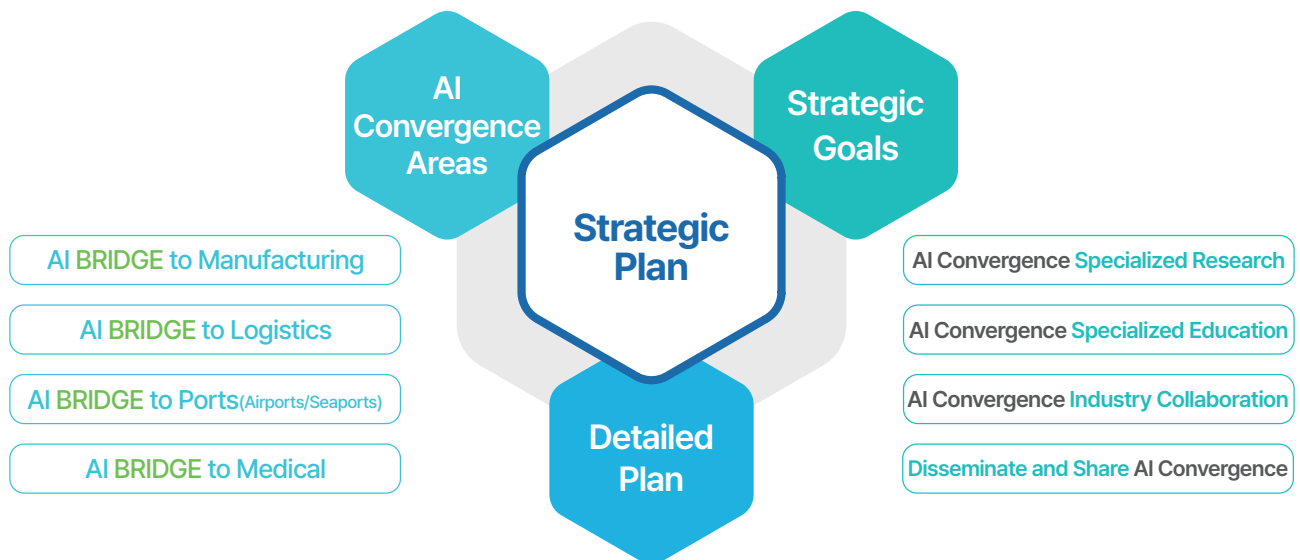 AI
Convergence
Areas
Strategic
Goals
Strategic
Plan
Detailed
Plan
AI BRIDGE to Manufacturing
AI BRIDGE to Logistics
AI BRIDGE to Ports(Airports/Seaports)
AI BRIDGE to Medical
AI Convergence Specialized Research
AI Convergence Specialized Education
AI Convergence Industry Collaboration
Disseminate and Share AI Convergence